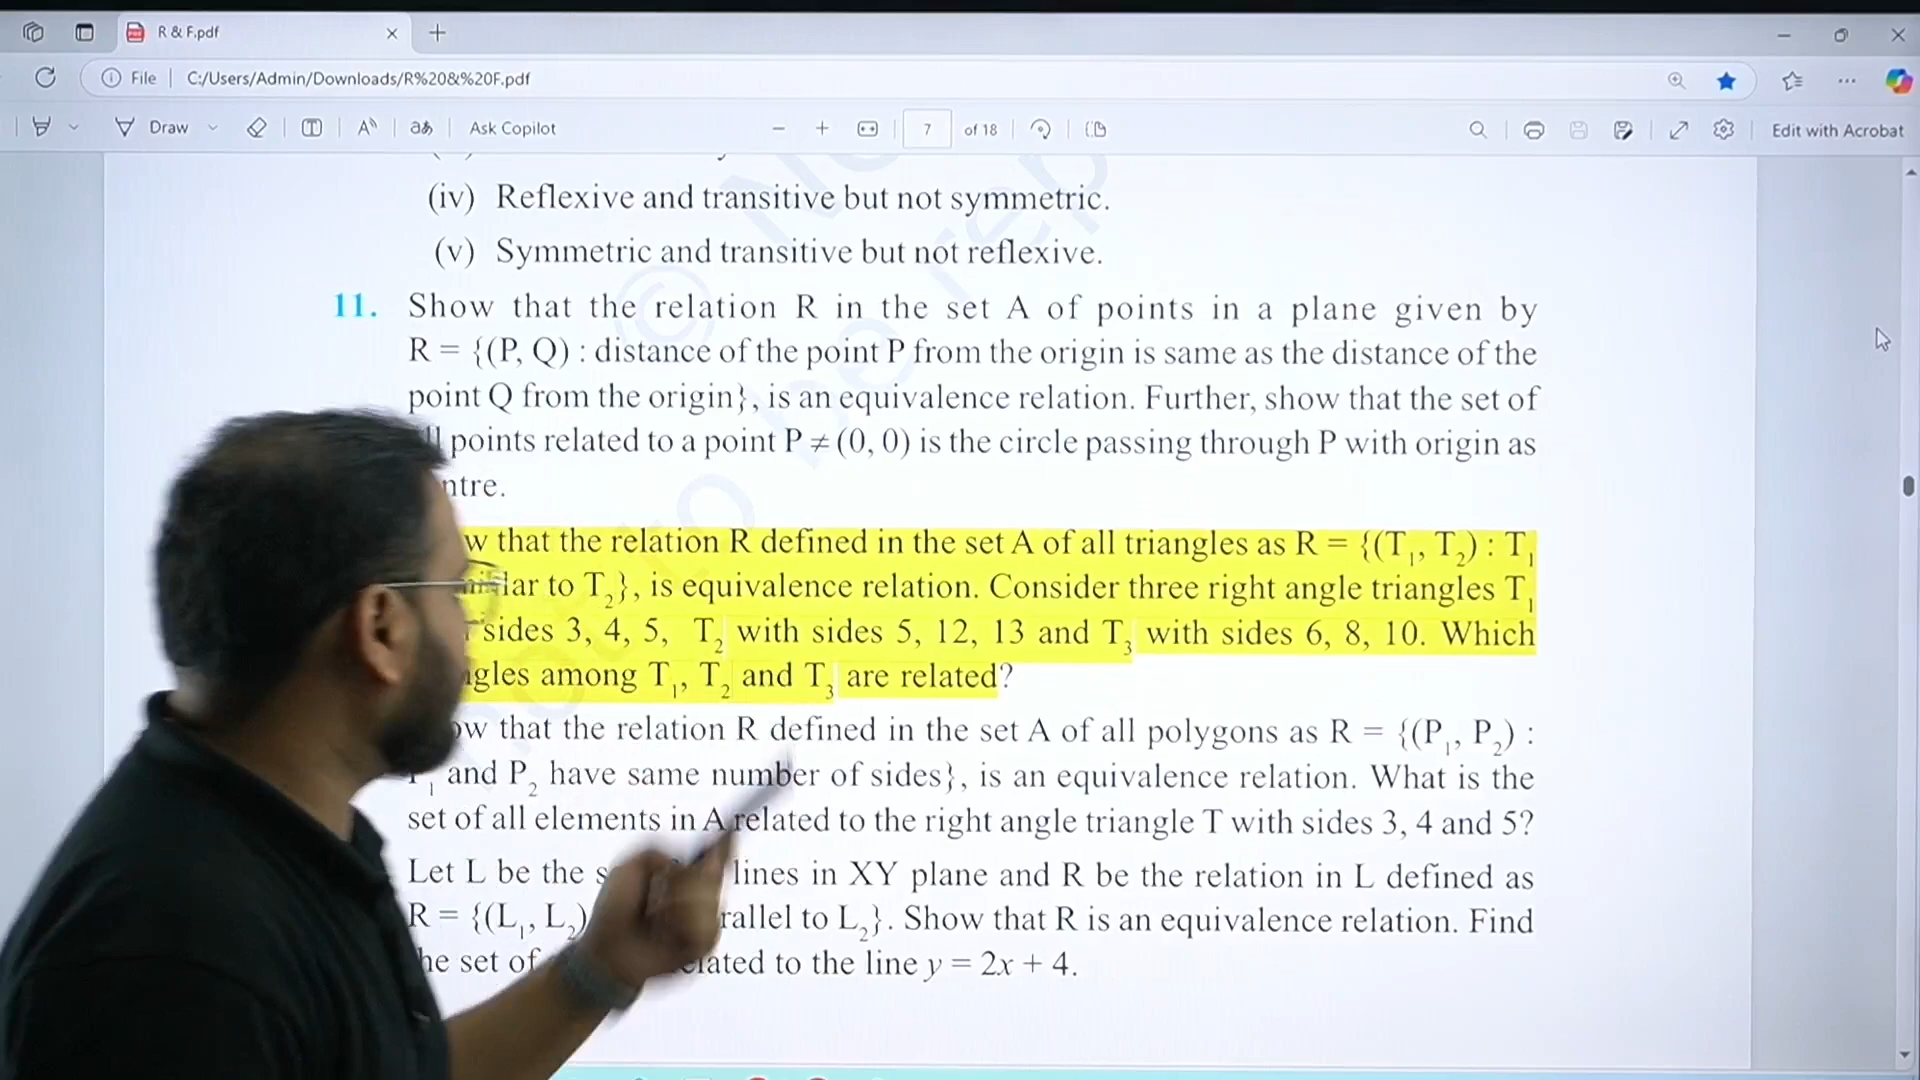 R & F.pdf
File C:/Users/Admin/Downloads/R%20&%20F.pdf
Draw A aあ Ask Copilot 7 of 18 Edit with Acrobat
(iv) Reflexive and transitive but not symmetric.
(v) Symmetric and transitive but not reflexive.
11. Show that the relation R in the set A of points in a plane given by
R = {(P, Q) : distance of the point P from the origin is same as the distance of the
point Q from the origin}, is an equivalence relation. Further, show that the set of
points related to a point P ≠ (0, 0) is the circle passing through P with origin as
that the relation R defined in the set A of all triangles as R = {(T₁, T₂) : T₁
to T₂}, is equivalence relation. Consider three right angle triangles T₁
sides 3, 4, 5, T₂ with sides 5, 12, 13 and T₃ with sides 6, 8, 10. Which
among T₁, T₂ and T₃ are related?
that the relation R defined in the set A of all polygons as R = {(P₁, P₂) :
P₁ and P₂ have same number of sides}, is an equivalence relation. What is the
set of all elements in A related to the right angle triangle T with sides 3, 4 and 5?
Let L be the lines in XY plane and R be the relation in L defined as
R = {(L₁, L₂) to L₂}. Show that R is an equivalence relation. Find
set of to the line y = 2x + 4.